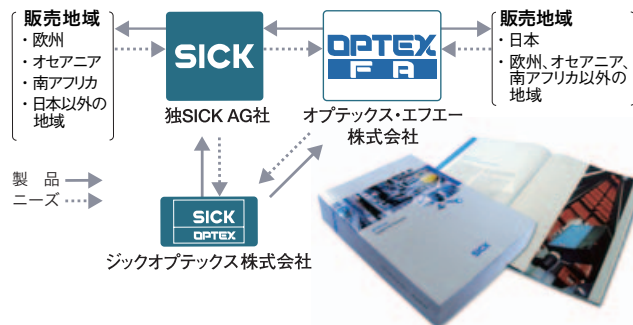 販売地域
・欧州
・オセアニア
・南アフリカ
・日本以外の
地域
SICK
独SICK AG社
OPTEX
FA
オプテックス・エフエー
株式会社
販売地域
・日本
・欧州、オセアニア、
南アフリカ以外の
地域
製 品
ニーズ
SICK
OPTEX
ジックオプテックス株式会社
SICK